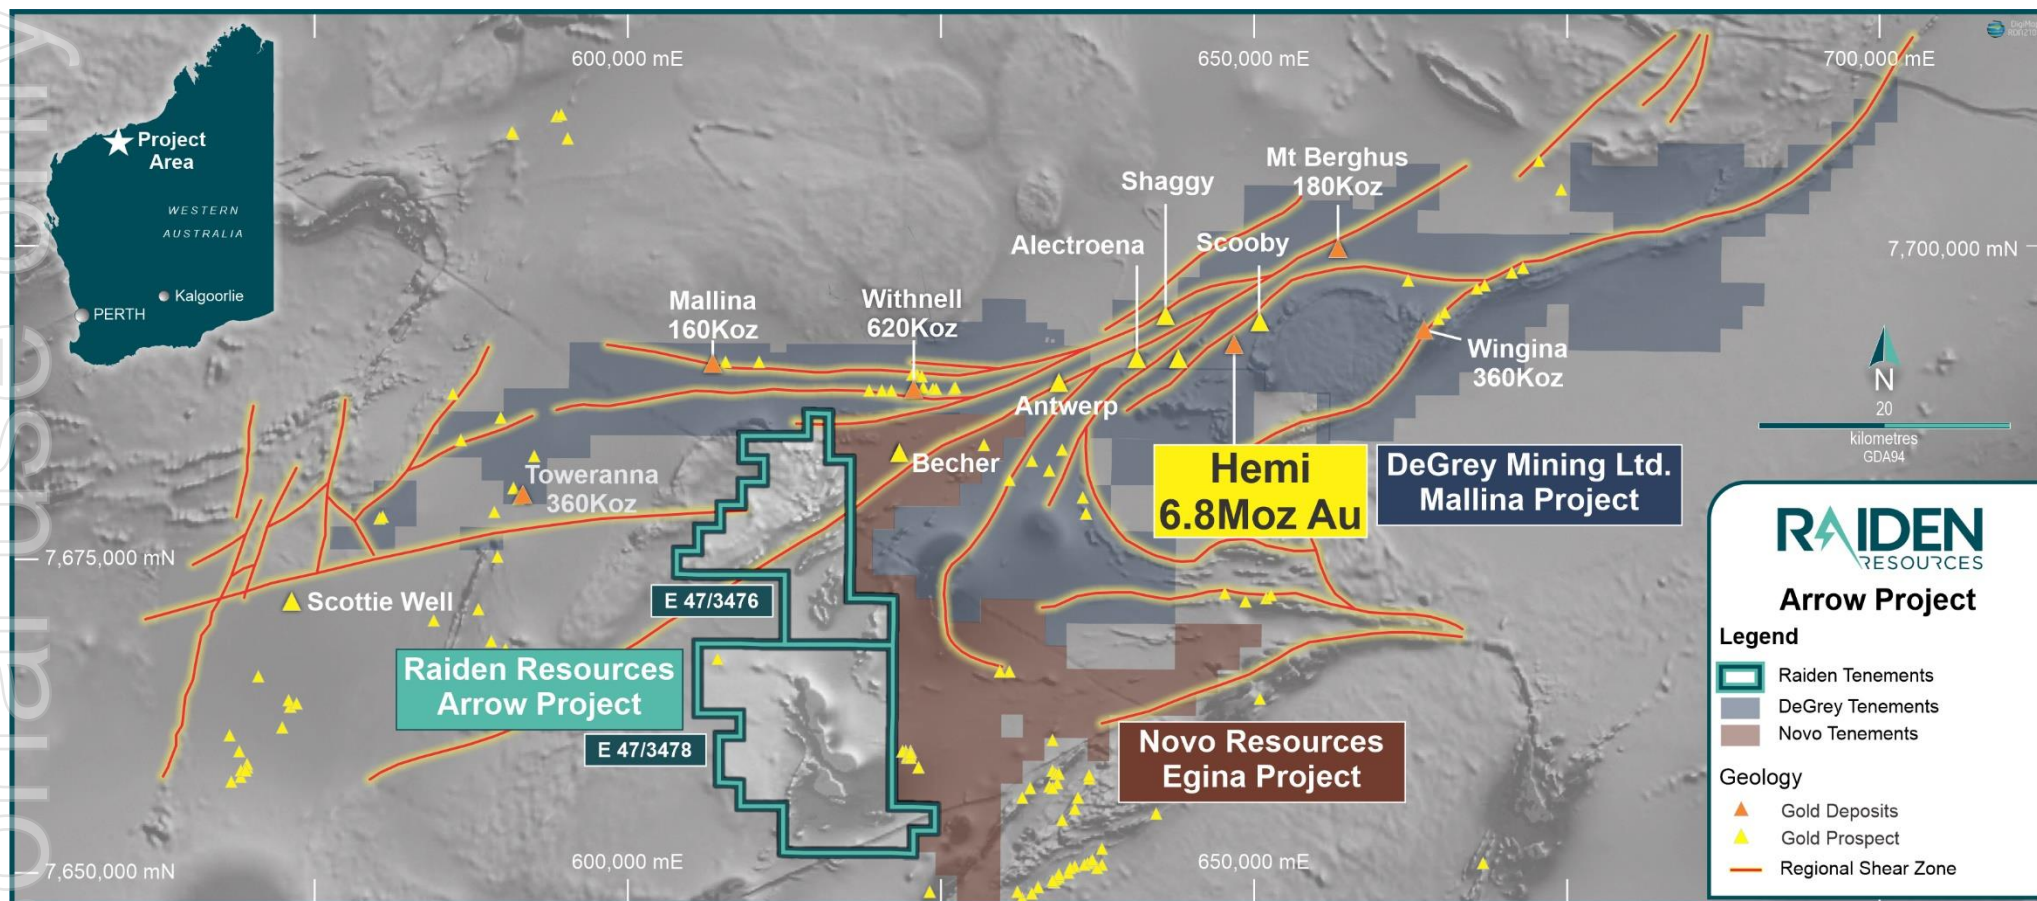 600,000 mE
650,000 mE
700,000 mE
Project
Area
WESTERN
AUSTRALIA
Kalgoorlie
PERTH
Mt Berghus
180Koz
Shaggy
Alectroena
Scooby
7,700,000 mN
Mallina
160Koz
Withnell
620Koz
Wingina
360Koz
N
20
kilometres
GDA94
Antwerp
Becher
Hemi
6.8Moz Au
DeGrey Mining Ltd.
Mallina Project
Toweranna
360Koz
7,675,000 mN
Scottie Well
E 47/3476
Raiden Resources
Arrow Project
E 47/3478
Novo Resources
Egina Project
600,000 mE
650,000 mE
7,650,000 mN
RAIDEN
RESOURCES
Arrow Project
Legend
Raiden Tenements
DeGrey Tenements
Novo Tenements
Geology
Gold Deposits
Gold Prospect
Regional Shear Zone